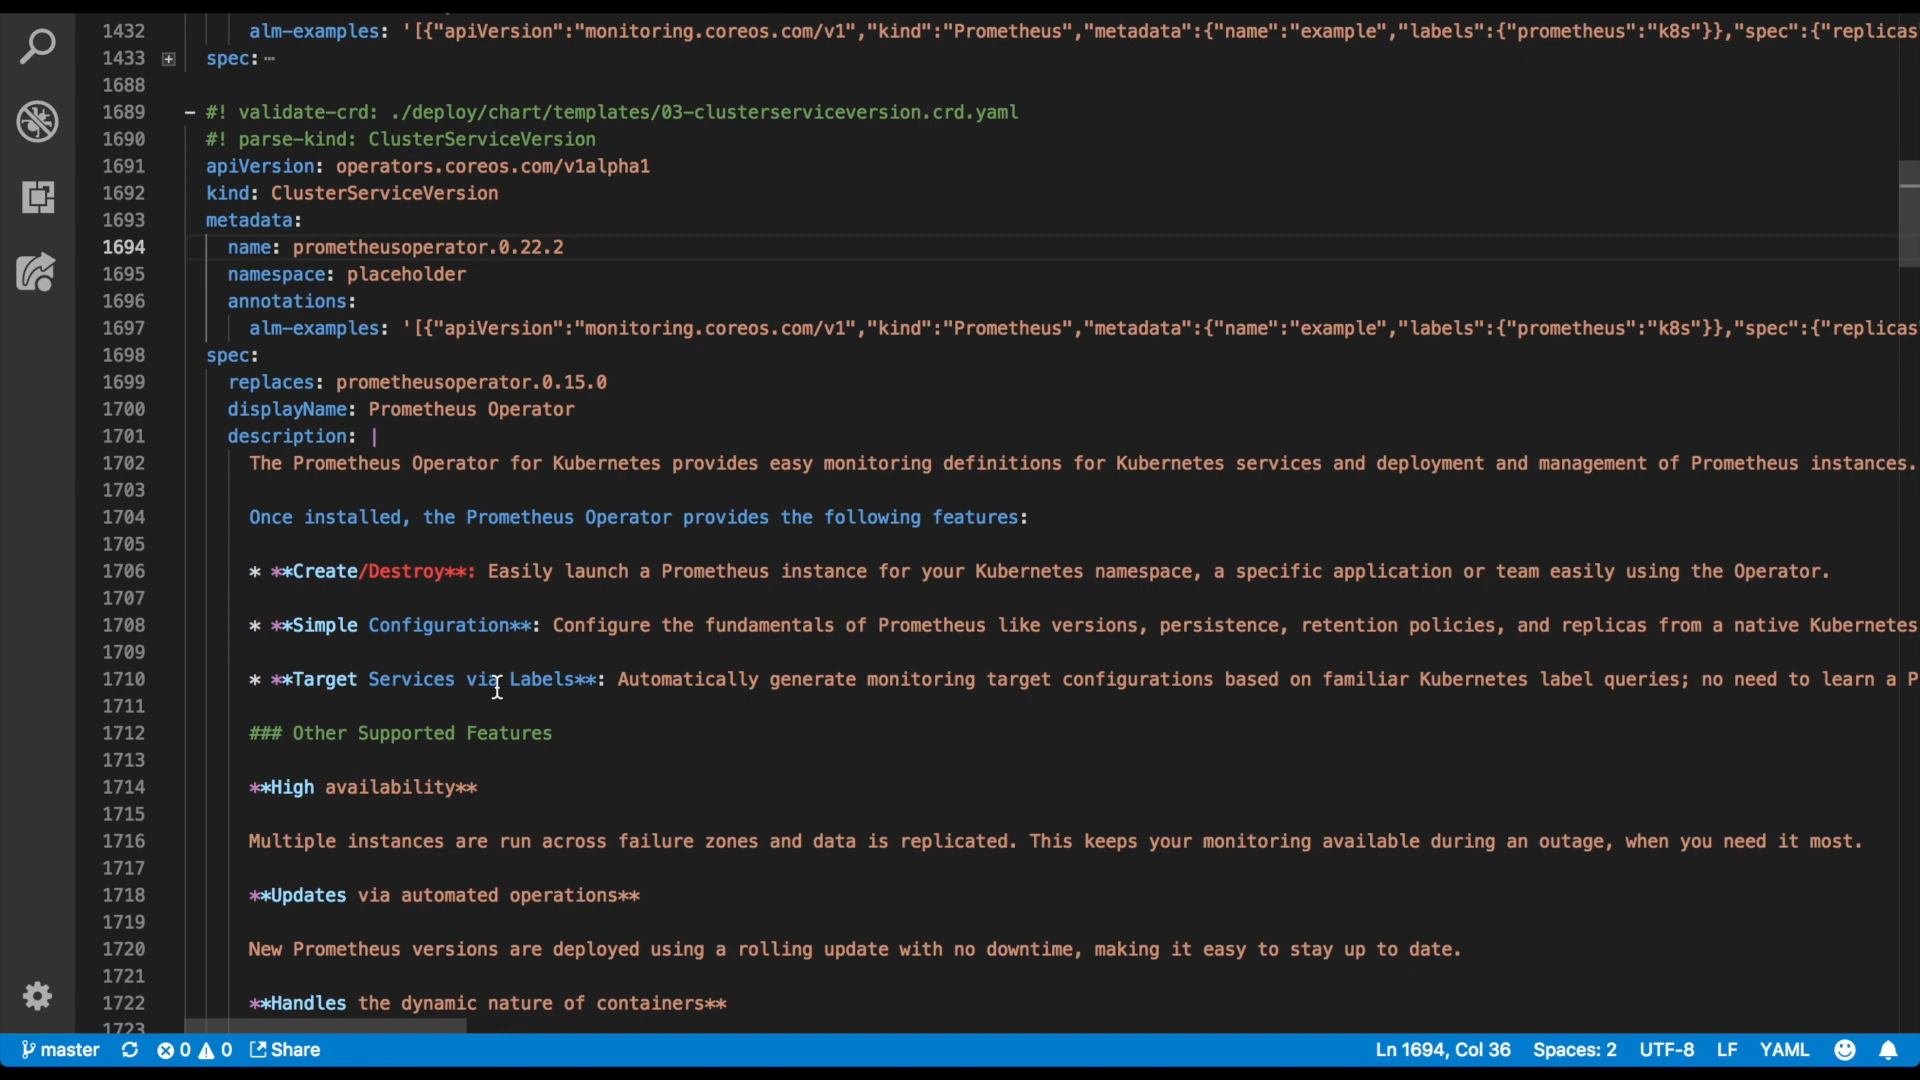 1432 alm-examples: '[{"apiVersion":"monitoring.coreos.com/v1","kind":"Prometheus","metadata":{"name":"example","labels":{"prometheus":"k8s"}},"spec":{"replicas
1433 spec:
1688
1689 - #! validate-crd: ./deploy/chart/templates/03-clusterserviceversion.crd.yaml
1690 #! parse-kind: ClusterServiceVersion
1691 apiVersion: operators.coreos.com/v1alpha1
1692 kind: ClusterServiceVersion
1693 metadata:
1694 name: prometheusoperator.0.22.2
1695 namespace: placeholder
1696 annotations:
1697 alm-examples: '[{"apiVersion":"monitoring.coreos.com/v1","kind":"Prometheus","metadata":{"name":"example","labels":{"prometheus":"k8s"}},"spec":{"replicas
1698 spec:
1699 replaces: prometheusoperator.0.15.0
1700 displayName: Prometheus Operator
1701 description: |
1702 The Prometheus Operator for Kubernetes provides easy monitoring definitions for Kubernetes services and deployment and management of Prometheus instances.
1703
1704 Once installed, the Prometheus Operator provides the following features:
1705
1706 * **Create/Destroy**: Easily launch a Prometheus instance for your Kubernetes namespace, a specific application or team easily using the Operator.
1707
1708 * **Simple Configuration**: Configure the fundamentals of Prometheus like versions, persistence, retention policies, and replicas from a native Kubernetes
1709
1710 * **Target Services via Labels**: Automatically generate monitoring target configurations based on familiar Kubernetes label queries; no need to learn a P
1711
1712 ### Other Supported Features
1713
1714 **High availability**
1715
1716 Multiple instances are run across failure zones and data is replicated. This keeps your monitoring available during an outage, when you need it most.
1717
1718 **Updates via automated operations**
1719
1720 New Prometheus versions are deployed using a rolling update with no downtime, making it easy to stay up to date.
1721
1722 **Handles the dynamic nature of containers**
1723
master 0 0 Share Ln 1694, Col 36 Spaces: 2 UTF-8 LF YAML